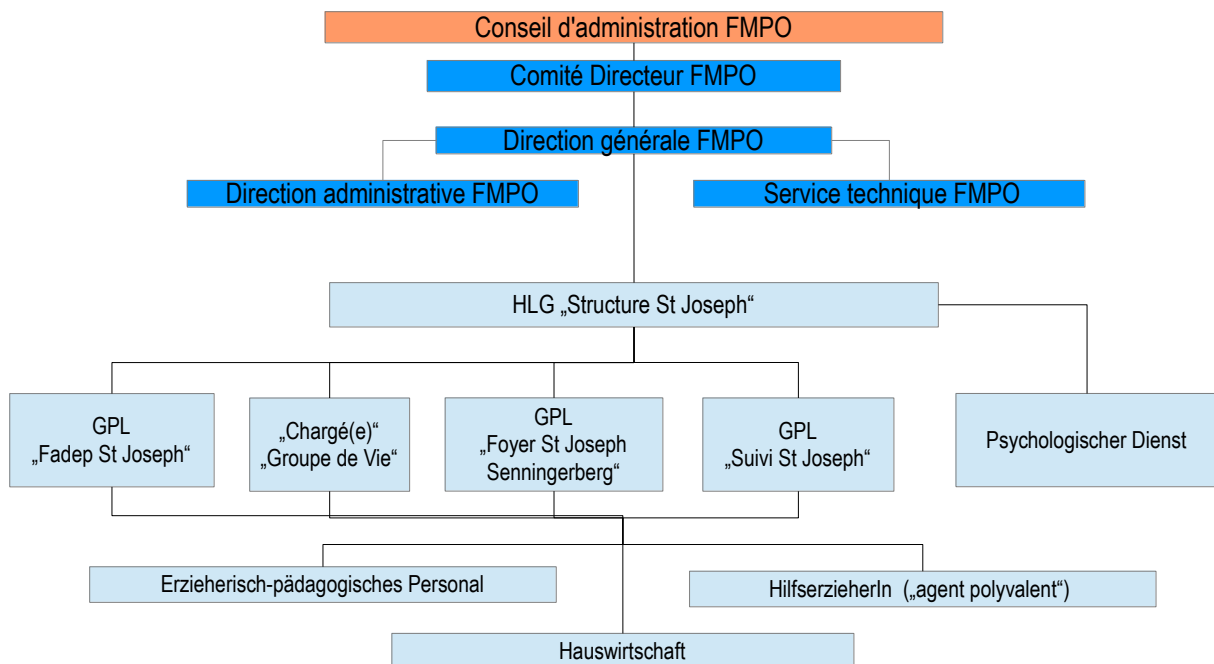 Conseil d'administration FMPO
Comité Directeur FMPO
Direction générale FMPO
Direction administrative FMPO
Service technique FMPO
HLG „Structure St Joseph“
GPL
„Fadep St Joseph“
„Chargé(e)“
„Groupe de Vie“
GPL
„Foyer St Joseph
Senningerberg“
GPL
„Suivi St Joseph“
Psychologischer Dienst
Erzieherisch-pädagogisches Personal
HilfserzieherIn („agent polyvalent“)
Hauswirtschaft